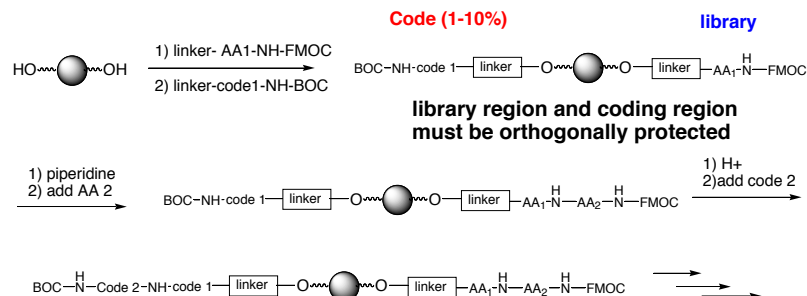 Code (1-10%) library
HO OH
1) linker- AA1-NH-FMOC
2) linker-code1-NH-BOC
BOC-NH-code 1 linker O O linker AA1 H N FMOC
library region and coding region
must be orthogonally protected
1) piperidine
2) add AA 2
BOC-NH-code 1 linker O O linker AA1 H N AA2 H N FMOC
1) H+
2)add code 2
BOC H N Code 2-NH-code 1 linker O O linker AA1 H N AA2 H N FMOC